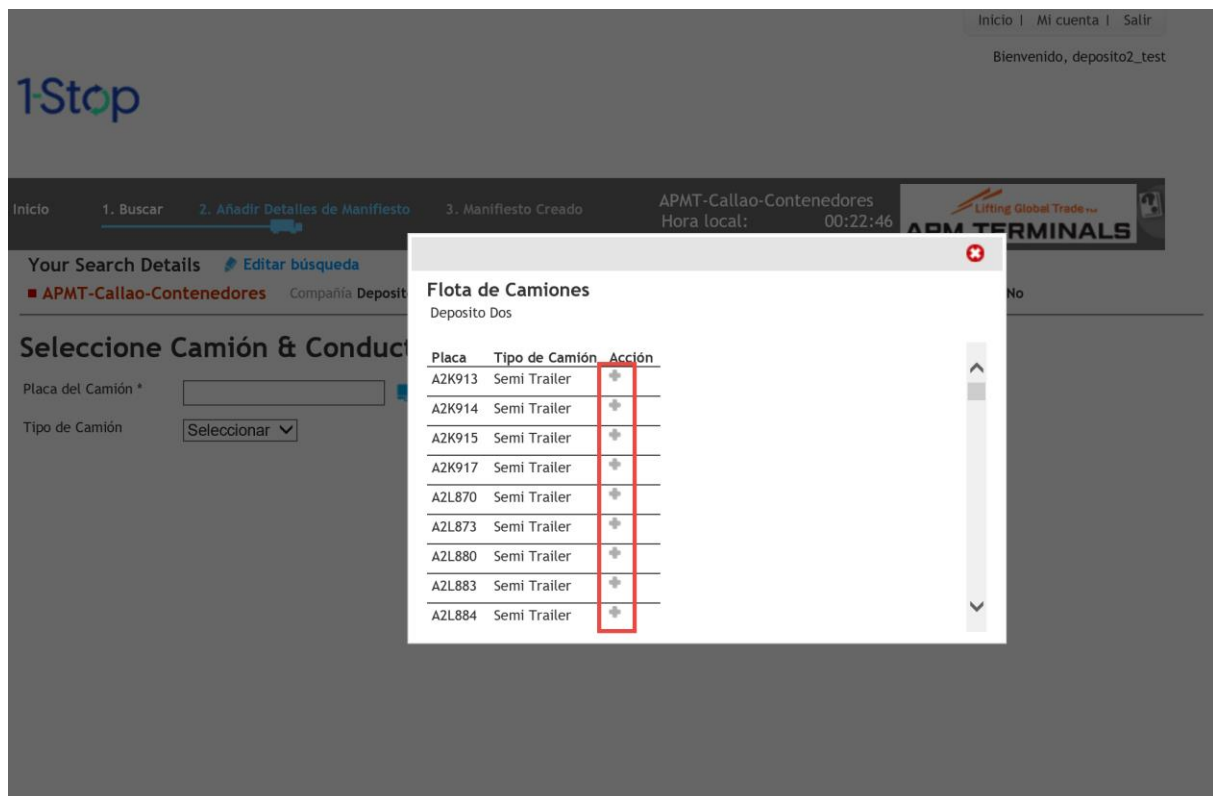 Inicio | Mi cuenta | Salir
Bienvenido, deposito2_test
1-Stop
Inicio 1. Buscar 2. Añadir Detalles de Manifiesto 3. Manifiesto Creado
APMT-Callao-Contenedores
Hora local: 00:22:46
Lifting Global Trade
APM TERMINALS
Your Search Details Editar búsqueda
APMT-Callao-Contenedores Compañía Deposit No
Seleccione Camión & Conduct
Placa del Camión *
Tipo de Camión Seleccionar
Flota de Camiones
Deposito Dos
Placa Tipo de Camión Acción
A2K913 Semi Trailer
A2K914 Semi Trailer
A2K915 Semi Trailer
A2K917 Semi Trailer
A2L870 Semi Trailer
A2L873 Semi Trailer
A2L880 Semi Trailer
A2L883 Semi Trailer
A2L884 Semi Trailer